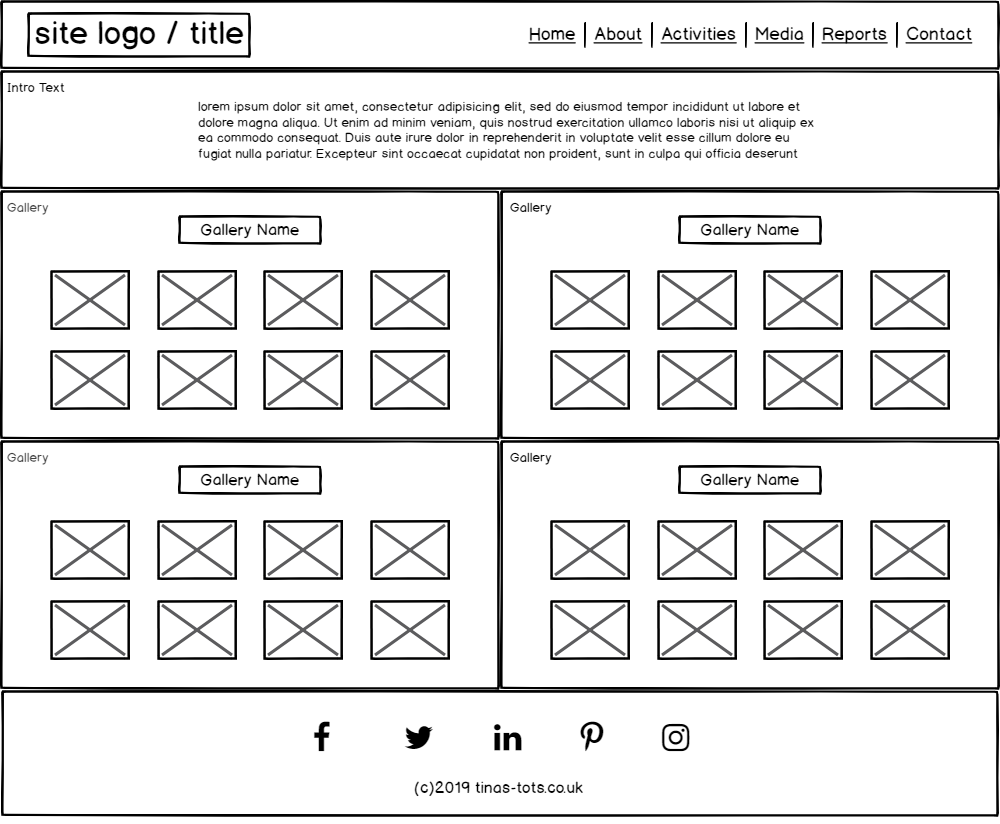 site logo / title
Home About Activities Media Reports Contact
Intro Text
lorem ipsum dolor sit amet, consectetur adipisicing elit, sed do eiusmod tempor incididunt ut labore et
dolore magna aliqua. Ut enim ad minim veniam, quis nostrud exercitation ullamco laboris nisi ut aliquip ex
ea commodo consequat. Duis aute irure dolor in reprehenderit in voluptate velit esse cillum dolore eu
fugiat nulla pariatur. Excepteur sint occaecat cupidatat non proident, sunt in culpa qui officia deserunt
Gallery
Gallery Name
Gallery
Gallery Name
Gallery
Gallery Name
Gallery
Gallery Name
(c)2019 tinas-tots.co.uk